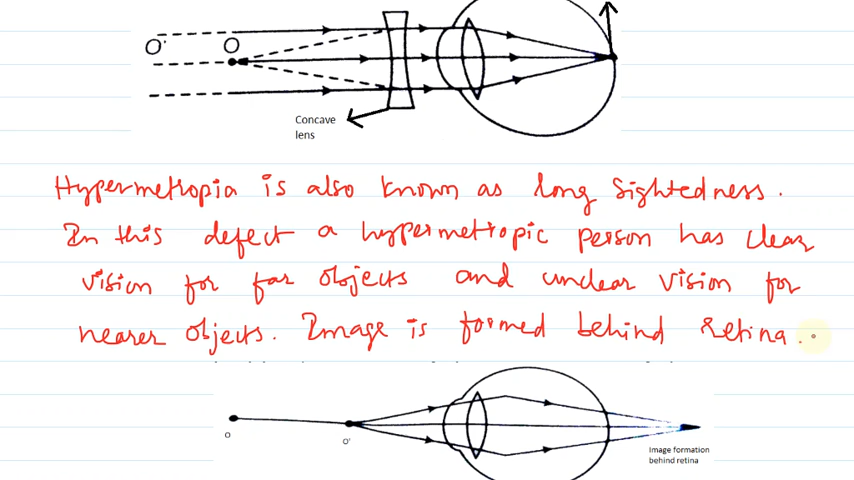 O' O
Concave
lens
Hypermetropia is also known as long sightedness.
In this defect a hypermetropic person has clear
vision for far objects and unclear vision for
nearer objects. Image is formed behind retina.
O O'
Image formation
behind retina